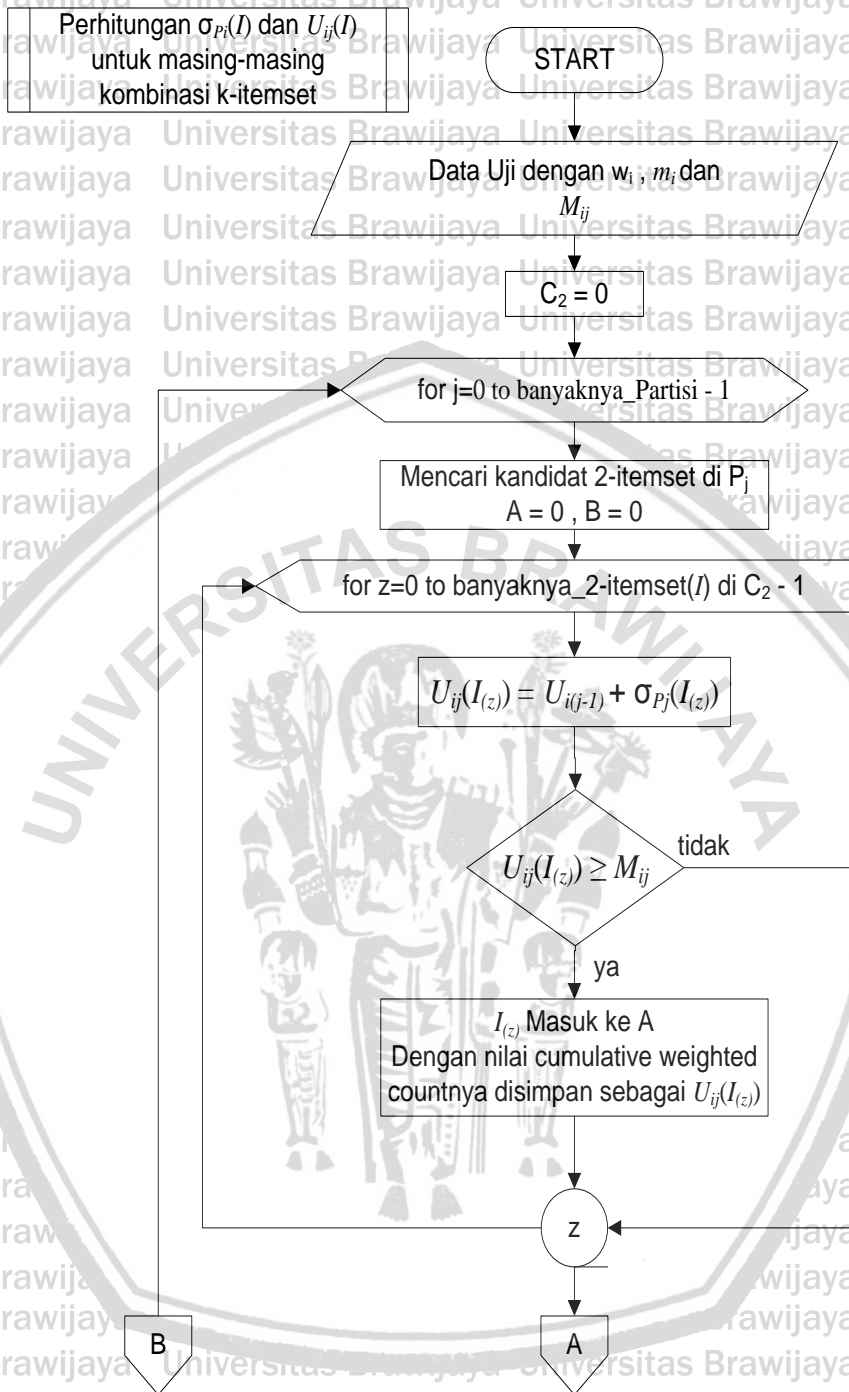 Perhitungan σPi(I) dan Uij(I)
untuk masing-masing
kombinasi k-itemset
START
Data Uji dengan wi , mi dan
Mij
C2 = 0
for j=0 to banyaknya_Partisi - 1
Mencari kandidat 2-itemset di Pj
A = 0 , B = 0
for z=0 to banyaknya_2-itemset(I) di C2 - 1
Uij(I(z)) = Ui(j-1) + σPj(I(z))
Uij(I(z)) ≥ Mij
tidak
ya
I(z) Masuk ke A
Dengan nilai cumulative weighted
countnya disimpan sebagai Uij(I(z))
z
B
A
UNIVERSITAS BRAWIJAYA